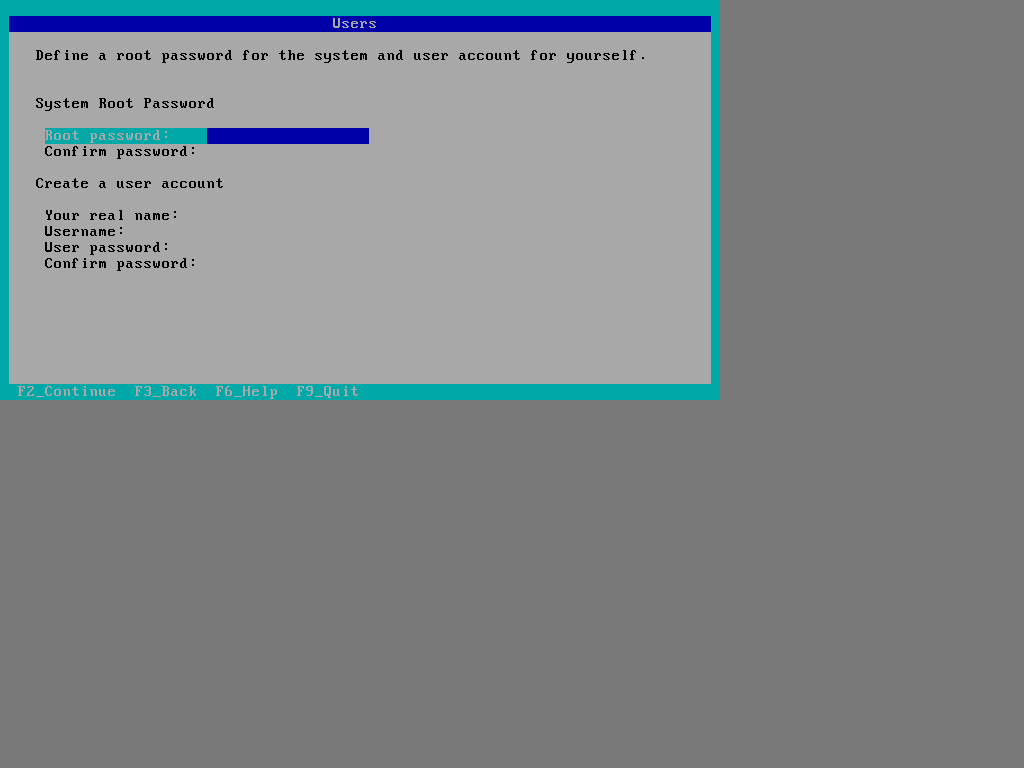 Users
Define a root password for the system and user account for yourself.
System Root Password
Root password:
Confirm password:
Create a user account
Your real name:
Username:
User password:
Confirm password:
F2_Continue  F3_Back  F6_Help  F9_Quit